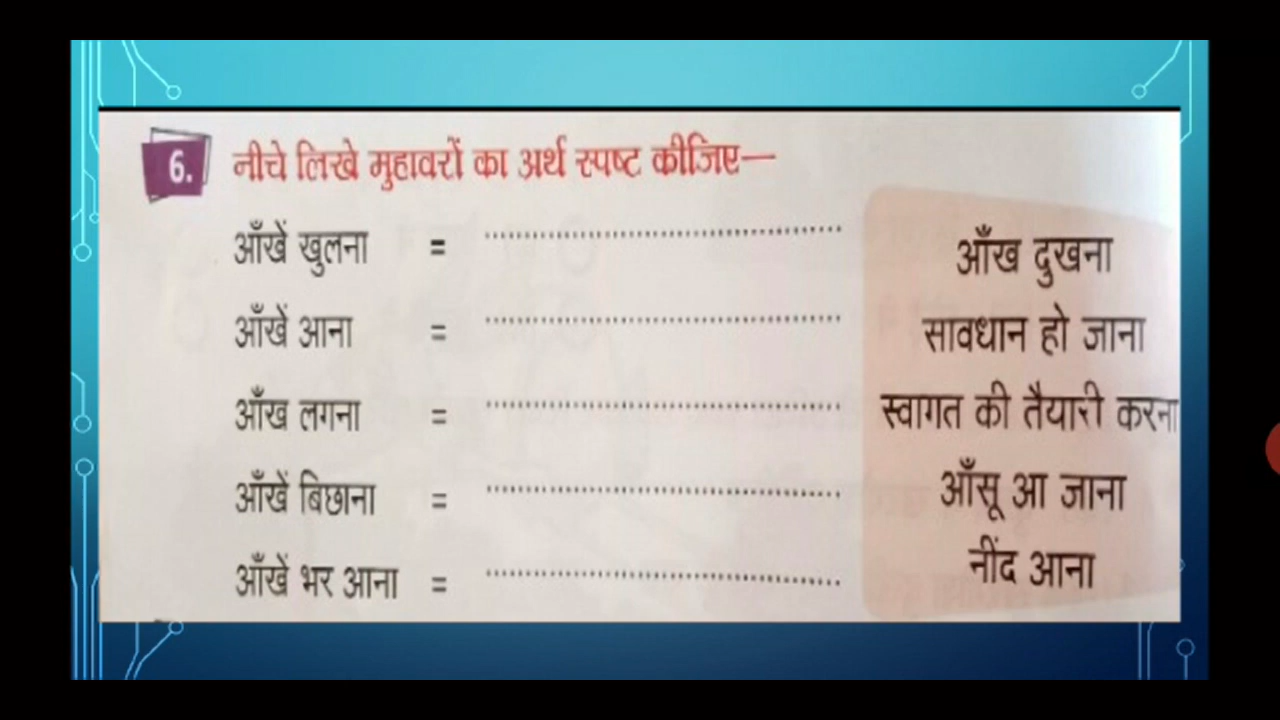 6. नीचे लिखे मुहावरों का अर्थ स्पष्ट कीजिए—
आँखें खुलना = ........................................ आँख दुखना
आँखें आना = ........................................ सावधान हो जाना
आँख लगना = ........................................ स्वागत की तैयारी करना
आँखें बिछाना = ........................................ आँसू आ जाना
आँखें भर आना = ........................................ नींद आना